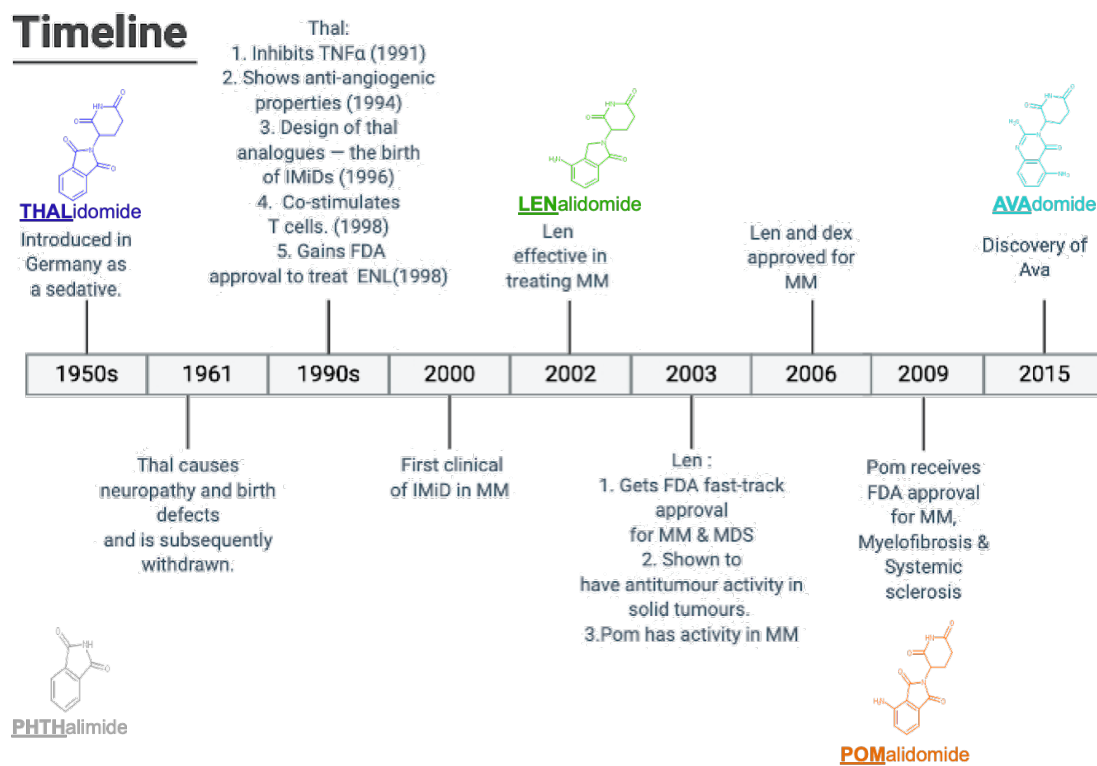 Timeline
Thal:
1. Inhibits TNFα (1991)
2. Shows anti-angiogenic
properties (1994)
3. Design of thal
analogues – the birth
of IMiDs (1996)
4. Co-stimulates
T cells. (1998)
5. Gains FDA
approval to treat ENL(1998)
THALidomide
Introduced in
Germany as
a sedative.
LENalidomide
Len
effective in
treating MM
Len and dex
approved for
MM
AVAdomide
Discovery of
Ava
1950s 1961 1990s 2000 2002 2003 2006 2009 2015
Thal causes
neuropathy and birth
defects
and is subsequently
withdrawn.
First clinical
of IMiD in MM
Len :
1. Gets FDA fast-track
approval
for MM & MDS
2. Shown to
have antitumour activity in
solid tumours.
3.Pom has activity in MM
Pom receives
FDA approval
for MM,
Myelofibrosis &
Systemic
sclerosis
PHTHalimide
POMalidomide